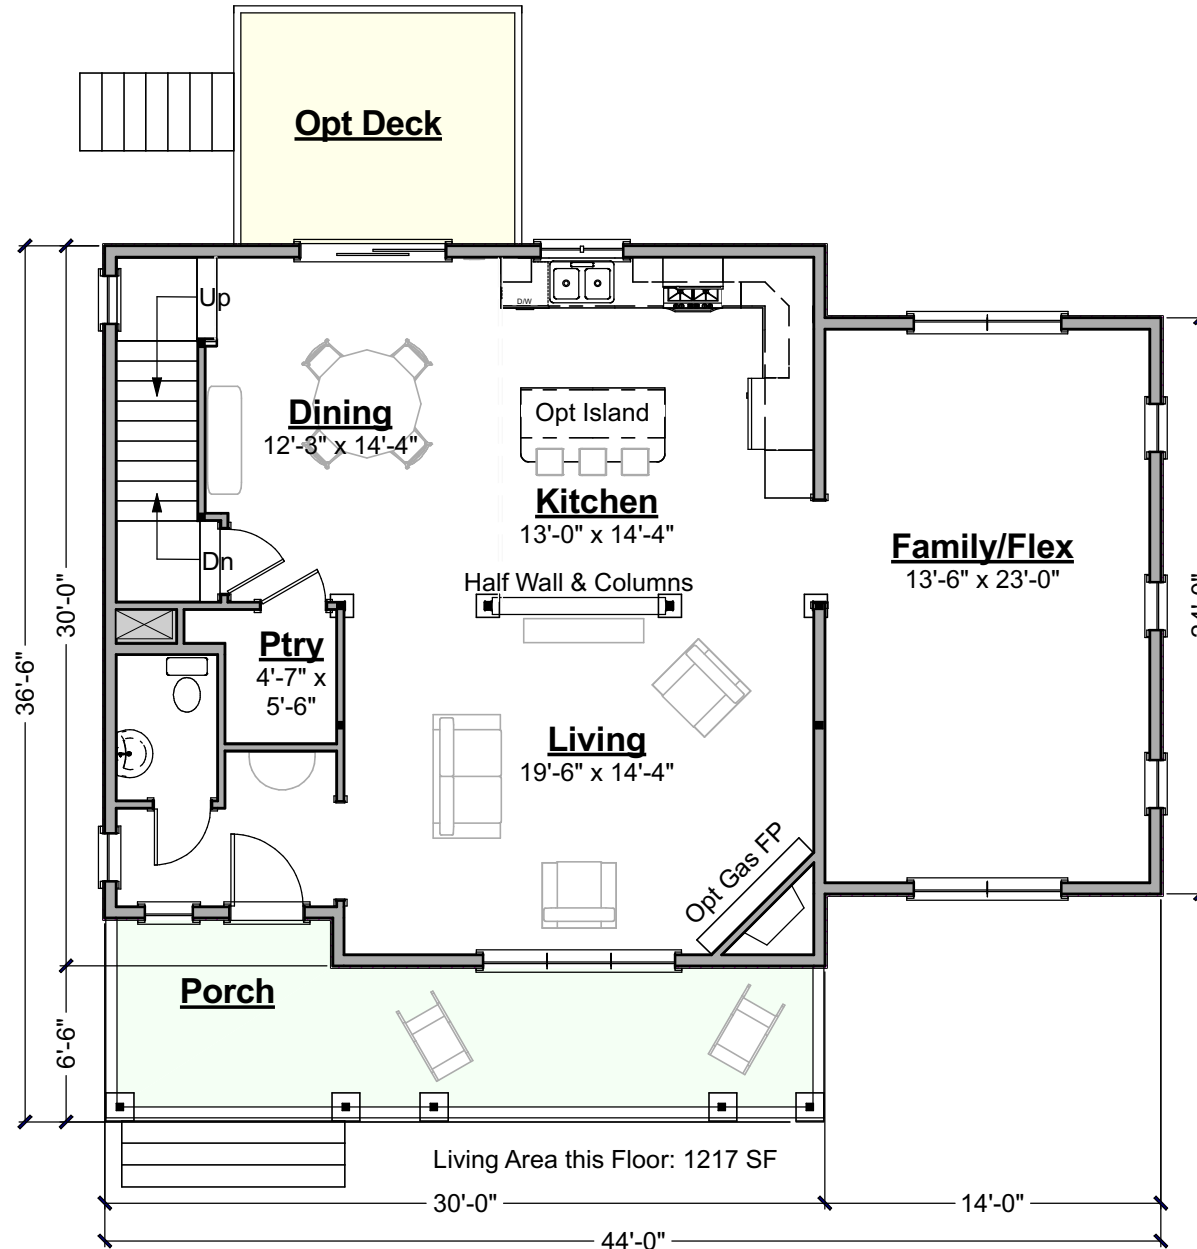 Opt Deck
Up
D/W
Dining
12'-3" x 14'-4"
Opt Island
Kitchen
13'-0" x 14'-4"
Family/Flex
13'-6" x 23'-0"
Dn
Half Wall & Columns
Ptry
4'-7" x
5'-6"
Living
19'-6" x 14'-4"
Opt Gas FP
Porch
36'-6"
30'-0"
6'-6"
24'-0"
Living Area this Floor: 1217 SF
30'-0"
14'-0"
44'-0"